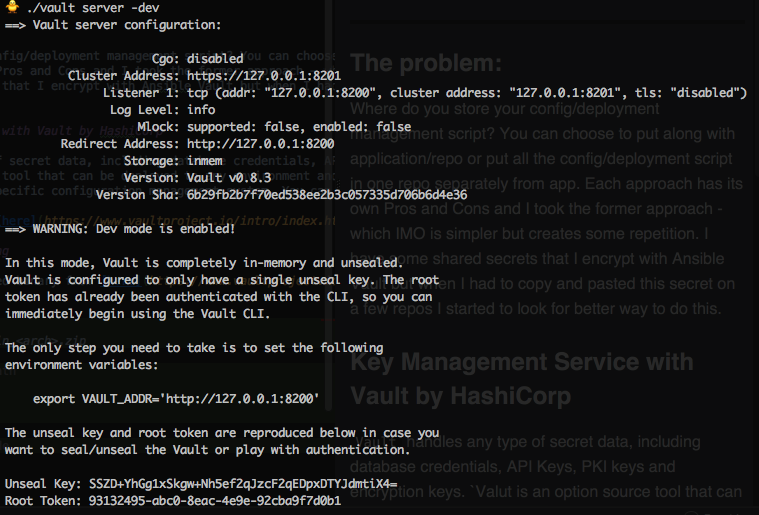 ./vault server -dev
==> Vault server configuration:
Cgo: disabled
Cluster Address: https://127.0.0.1:8201
Listener 1: tcp (addr: "127.0.0.1:8200", cluster address: "127.0.0.1:8201", tls: "disabled")
Log Level: info
Mlock: supported: false, enabled: false
Redirect Address: http://127.0.0.1:8200
Storage: inmem
Version: Vault v0.8.3
Version Sha: 6b29fb2b7f70ed538ee2b3c057335d706b6d4e36
==> WARNING: Dev mode is enabled!
In this mode, Vault is completely in-memory and unsealed.
Vault is configured to only have a single unseal key. The root
token has already been authenticated with the CLI, so you can
immediately begin using the Vault CLI.
The only step you need to take is to set the following
environment variables:
export VAULT_ADDR='http://127.0.0.1:8200'
The unseal key and root token are reproduced below in case you
want to seal/unseal the Vault or play with authentication.
Unseal Key: SSZD+YhGg1xSkgw+Nh5ef2qJzcF2qEDpxDTYJdmtiX4=
Root Token: 93132495-abc0-8eac-4e9e-92cba9f7d0b1
The problem:
Where do you store your config/deployment
management script? You can choose to put along with
application/repo or put all the config/deployment script
in one repo separately from app. Each approach has its
own Pros and Cons and I took the former approach -
which IMO is simpler but creates some repetition. I
have some shared secrets that I encrypt with Ansible
Vault but when I had to copy and pasted this secret on
a few repos I started to look for better way to do this.
Key Management Service with
Vault by HashiCorp
`Vault` handles any type of secret data, including
database credentials, API Keys, PKI keys and
encryption keys. `Valut is an option source tool that can